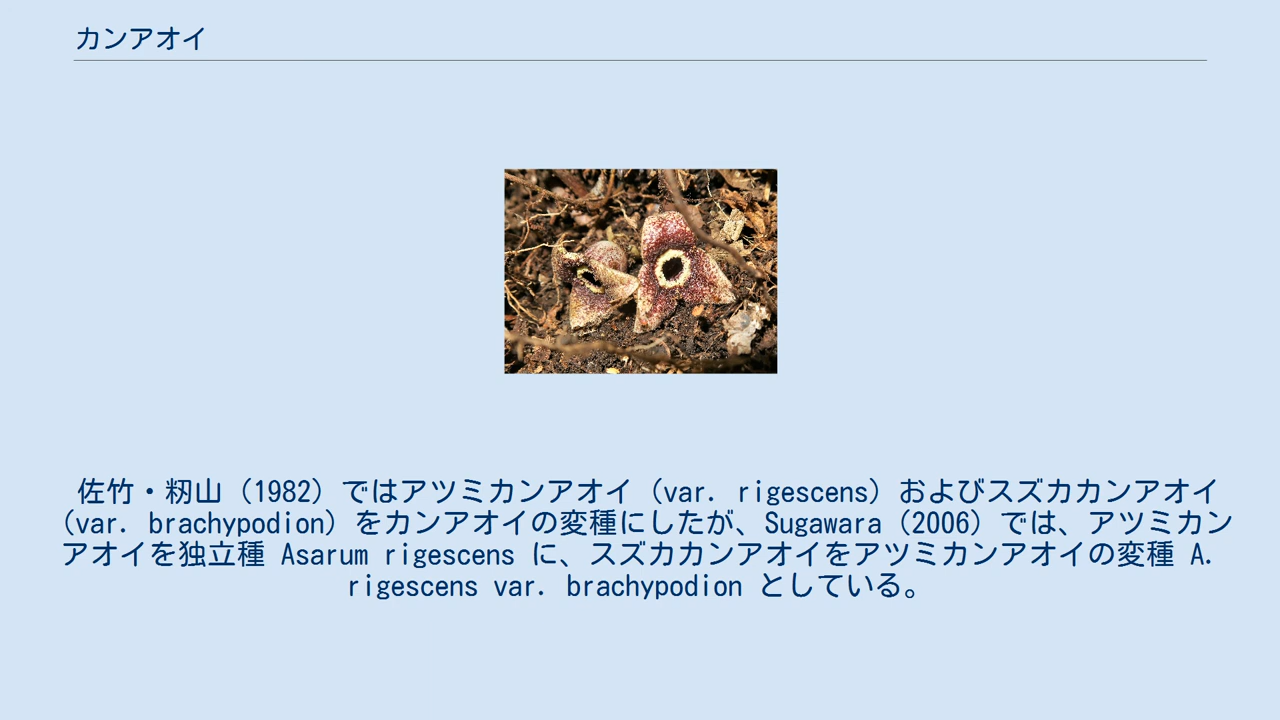 カンアオイ
佐竹・籾山（1982）ではアツミカンアオイ（var. rigescens）およびスズカカンアオイ
（var. brachypodion）をカンアオイの変種にしたが、Sugawara（2006）では、アツミカン
アオイを独立種 Asarum rigescens に、スズカカンアオイをアツミカンアオイの変種 A.
rigescens var. brachypodion としている。